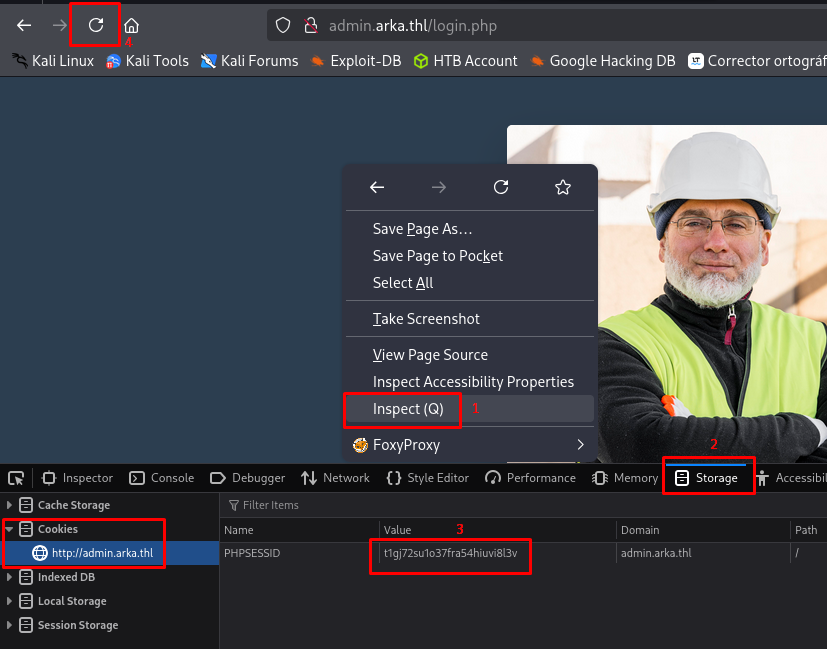 admin.arka.thl/login.php
4
Kali Linux Kali Tools Kali Forums Exploit-DB HTB Account Google Hacking DB LT Corrector ortográf
Save Page As…
Save Page to Pocket
Select All
Take Screenshot
View Page Source
Inspect Accessibility Properties
Inspect (Q) 1
FoxyProxy
2
Inspector Console Debugger Network Style Editor Performance Memory Storage Accessibil
Cache Storage Filter Items
Cookies Name Value 3 Domain Path
http://admin.arka.thl PHPSESSID t1gj72su1o37fra54hiuvi8l3v admin.arka.thl /
Indexed DB
Local Storage
Session Storage